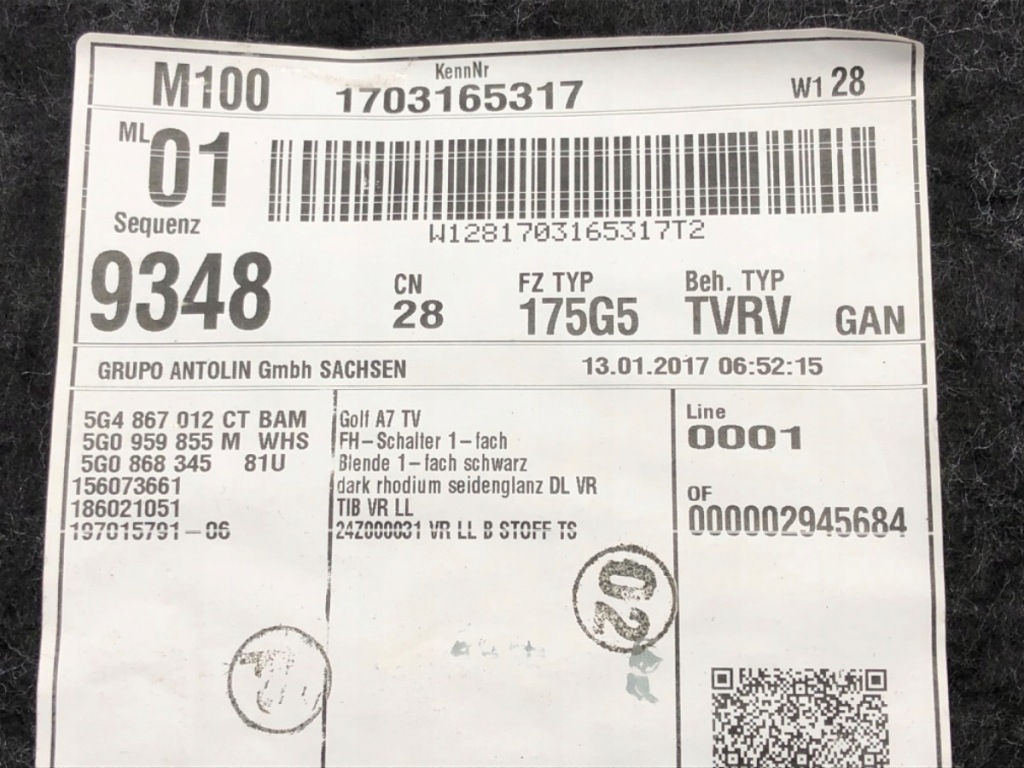 M100 KennNr 1703165317 W1 28
ML 01
W1281703165317T2
Sequenz
9348
CN 28
FZ TYP 175G5
Beh. TYP TVRV GAN
GRUPO ANTOLIN Gmbh SACHSEN 13.01.2017 06:52:15
5G4 867 012 CT BAM
5G0 959 855 M WHS
5G0 868 345 81U
156073661
186021051
197015791-06
Golf A7 TV
FH-Schalter 1-fach
Blende 1-fach schwarz
dark rhodium seidenglanz DL VR
TIB VR LL
24Z000031 VR LL B STOFF TS
Line
0001
OF
000002945684
02